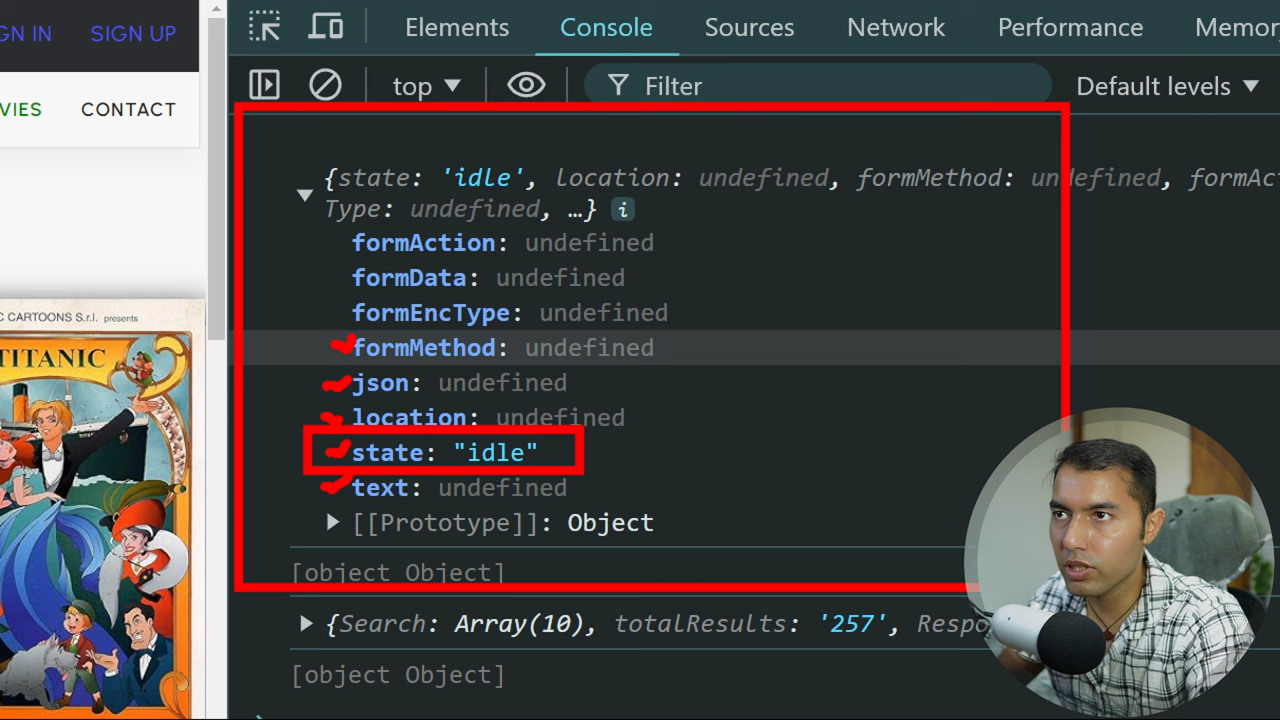 GN IN SIGN UP
VIES CONTACT
C CARTOONS S.r.l. presents
TITANIC
Elements Console Sources Network Performance Memor
top Filter Default levels
{state: 'idle', location: undefined, formMethod: undefined, formAc
Type: undefined, …} i
formAction: undefined
formData: undefined
formEncType: undefined
formMethod: undefined
json: undefined
location: undefined
state: "idle"
text: undefined
[[Prototype]]: Object
[object Object]
{Search: Array(10), totalResults: '257', Respo
[object Object]